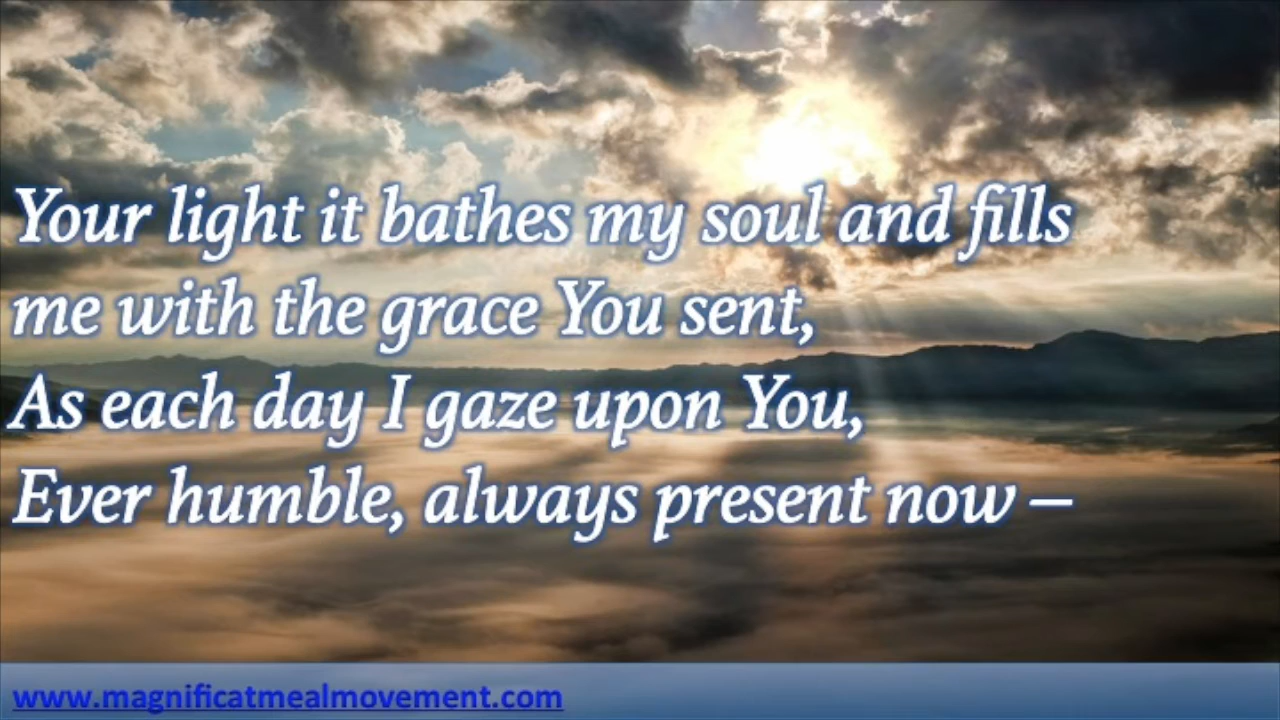 Your light it bathes my soul and fills
me with the grace You sent,
As each day I gaze upon You,
Ever humble, always present now –
www.magnificatmealmovement.com